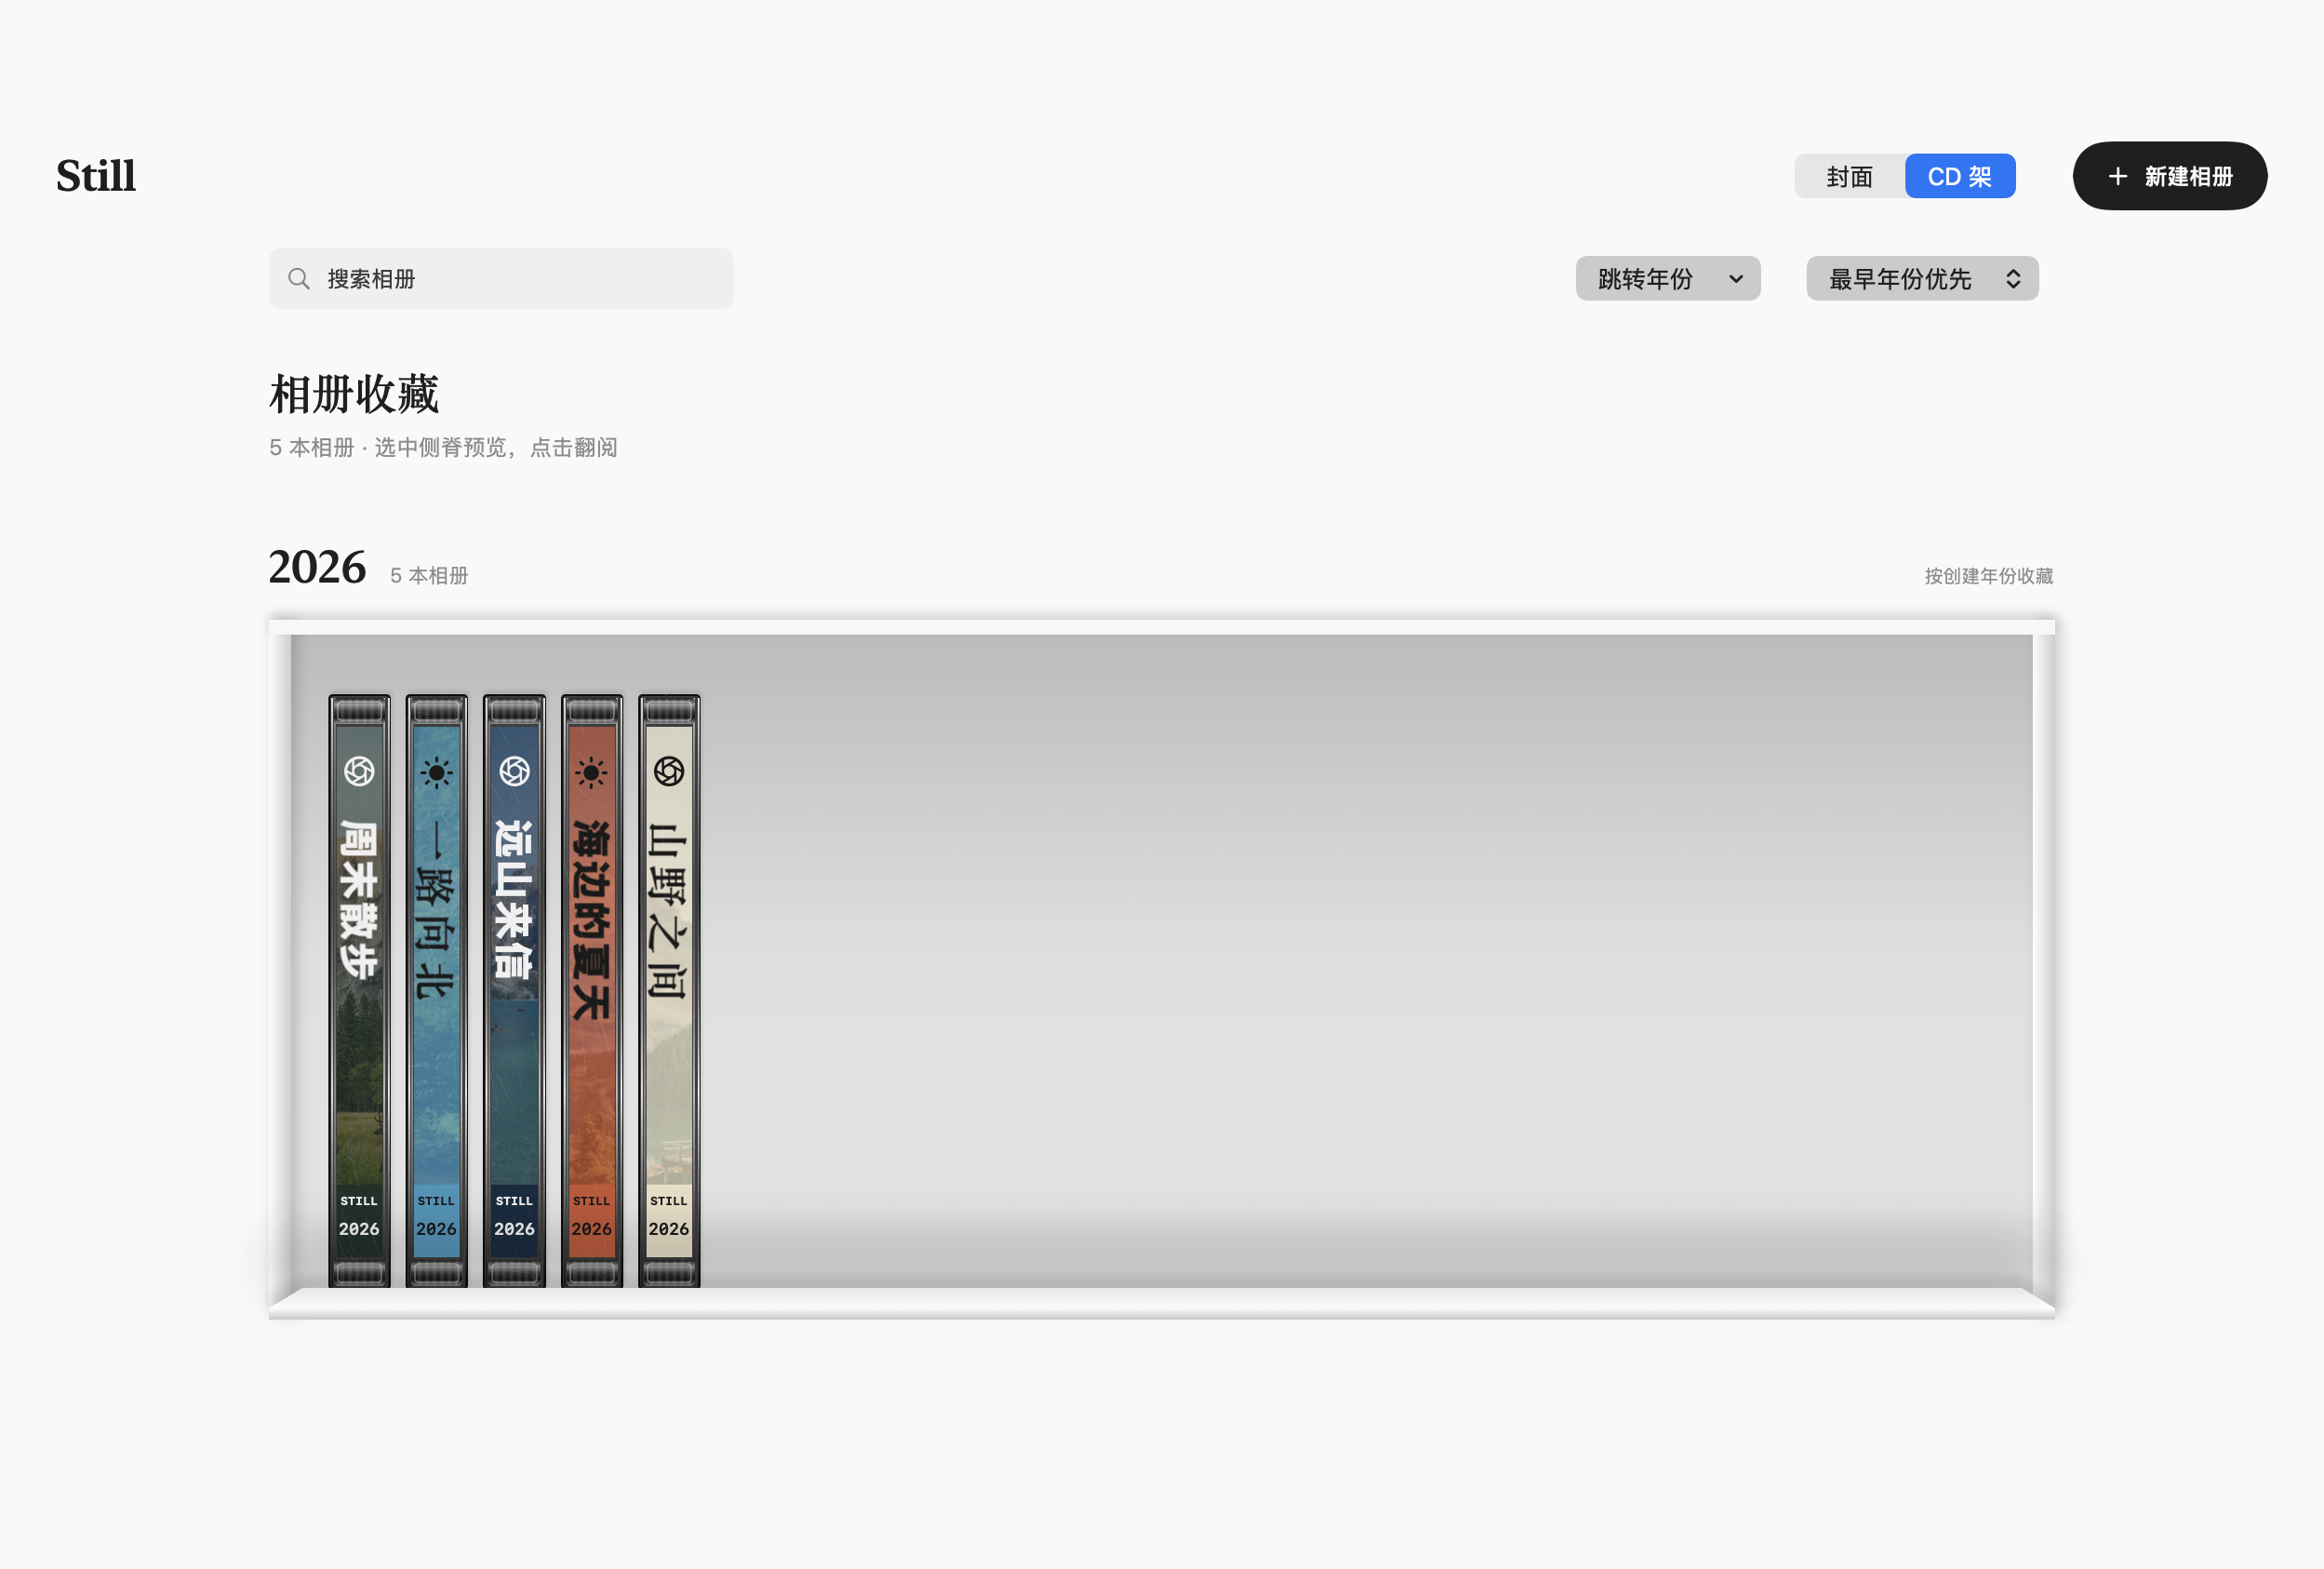 Still
封面
CD 架
+ 新建相册
搜索相册
跳转年份
最早年份优先
相册收藏
5 本相册 · 选中侧脊预览，点击翻阅
2026
5 本相册
按创建年份收藏
周末散步
STILL
2026
一路向北
STILL
2026
远山来信
STILL
2026
海边的夏天
STILL
2026
山野之间
STILL
2026